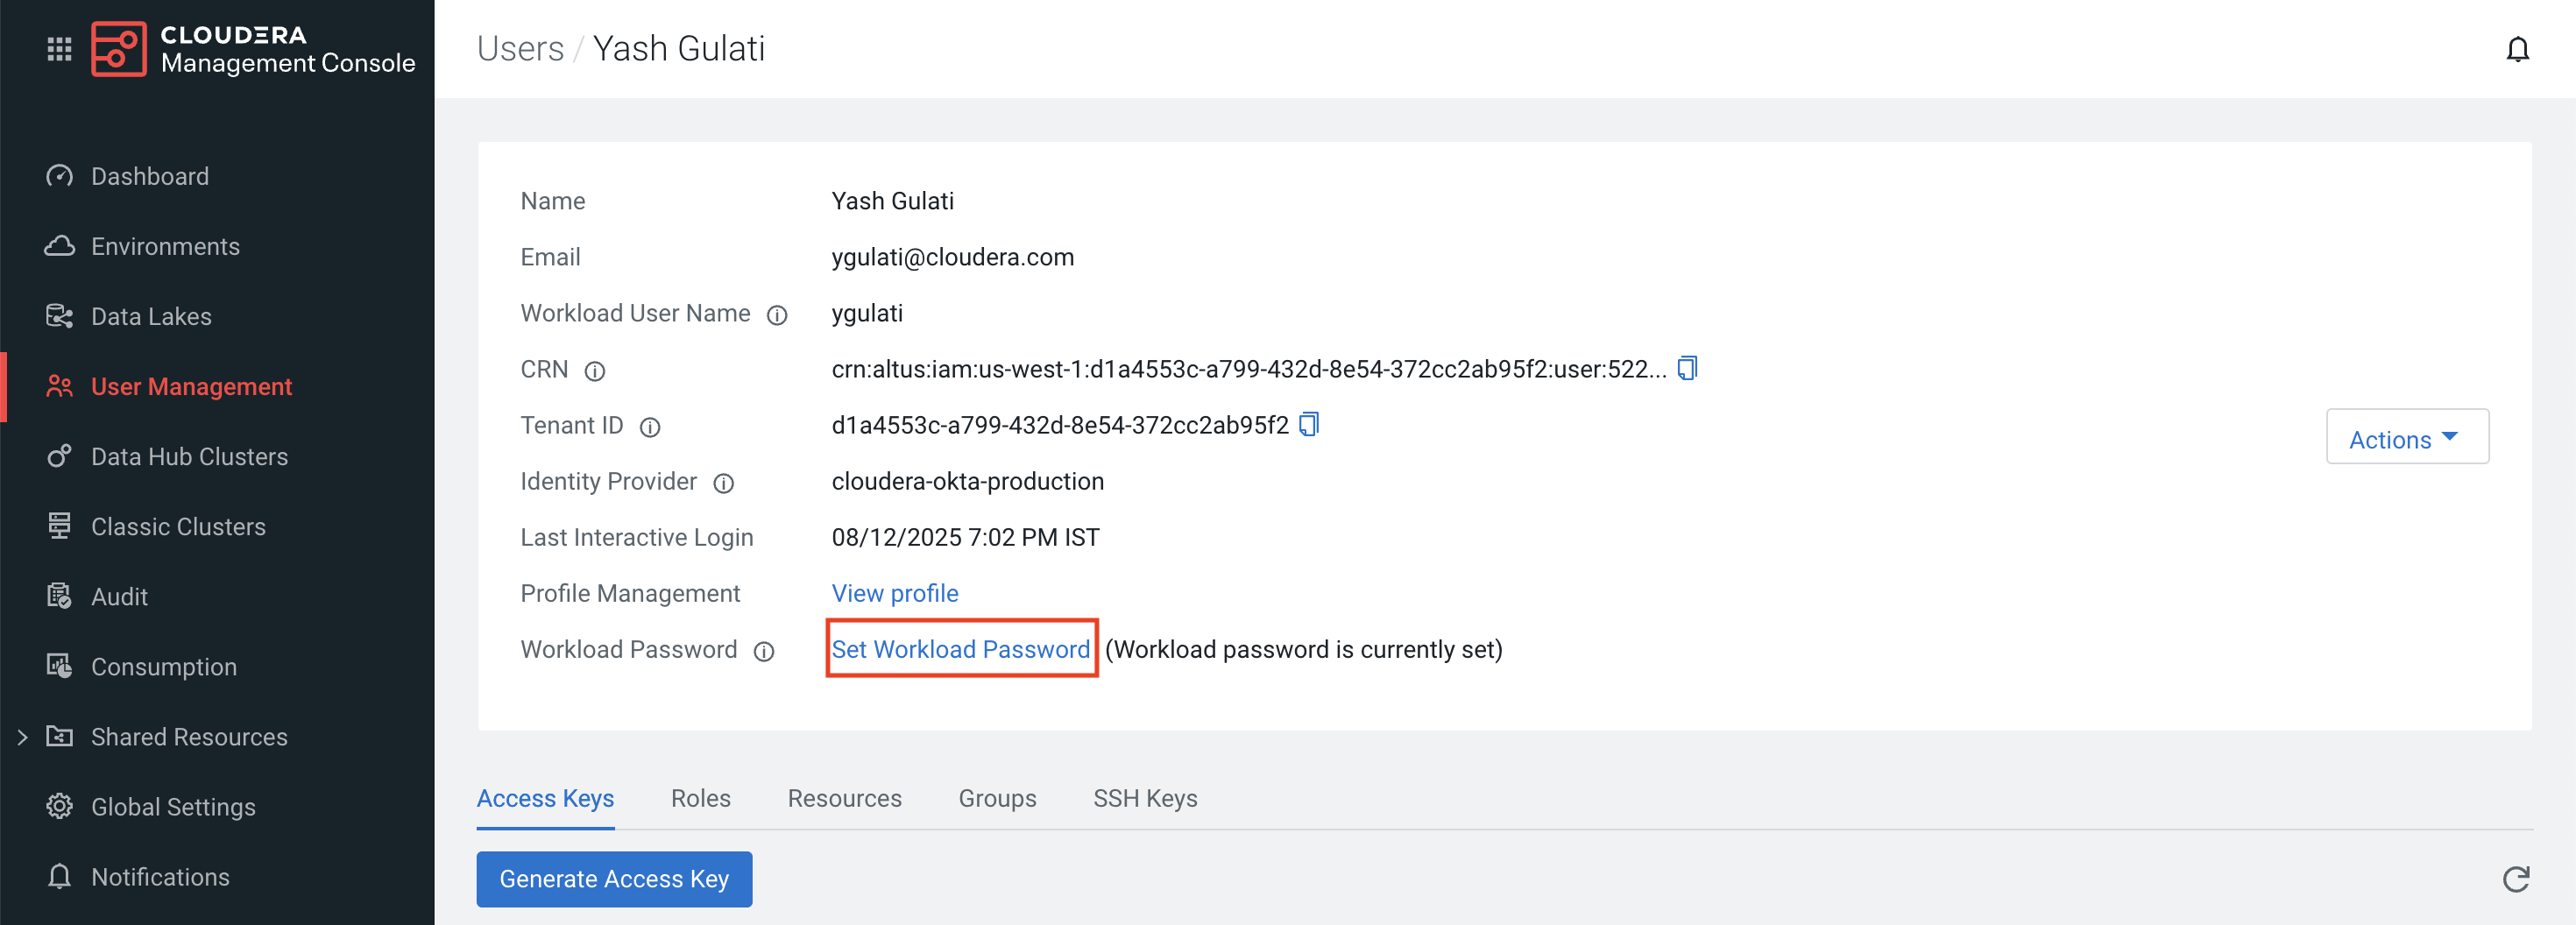 CLOUDERA
Management Console
Users / Yash Gulati
Dashboard
Environments
Data Lakes
User Management
Data Hub Clusters
Classic Clusters
Audit
Consumption
Shared Resources
Global Settings
Notifications
Name Yash Gulati
Email ygulati@cloudera.com
Workload User Name ygulati
CRN crn:altus:iam:us-west-1:d1a4553c-a799-432d-8e54-372cc2ab95f2:user:522...
Tenant ID d1a4553c-a799-432d-8e54-372cc2ab95f2
Actions
Identity Provider cloudera-okta-production
Last Interactive Login 08/12/2025 7:02 PM IST
Profile Management View profile
Workload Password Set Workload Password (Workload password is currently set)
Access Keys Roles Resources Groups SSH Keys
Generate Access Key